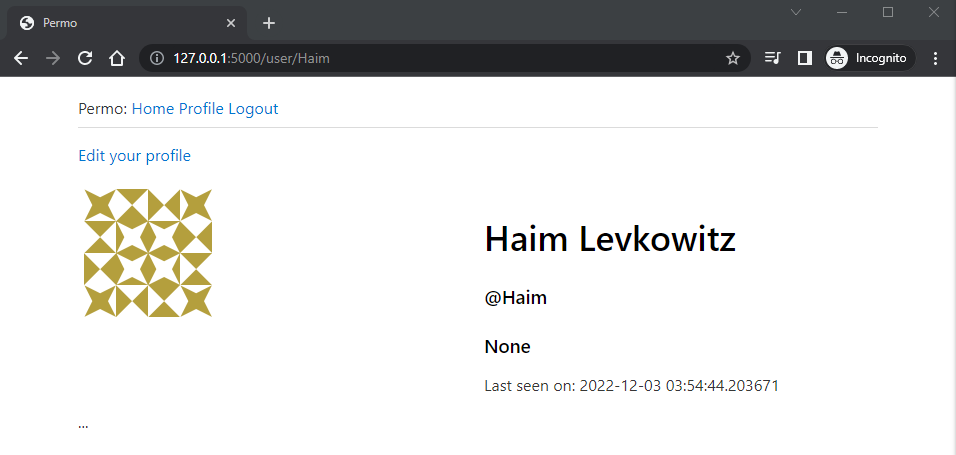 Permo
127.0.0.1:5000/user/Haim
Incognito
Permo: Home Profile Logout
Edit your profile
Haim Levkowitz
@Haim
None
Last seen on: 2022-12-03 03:54:44.203671
...